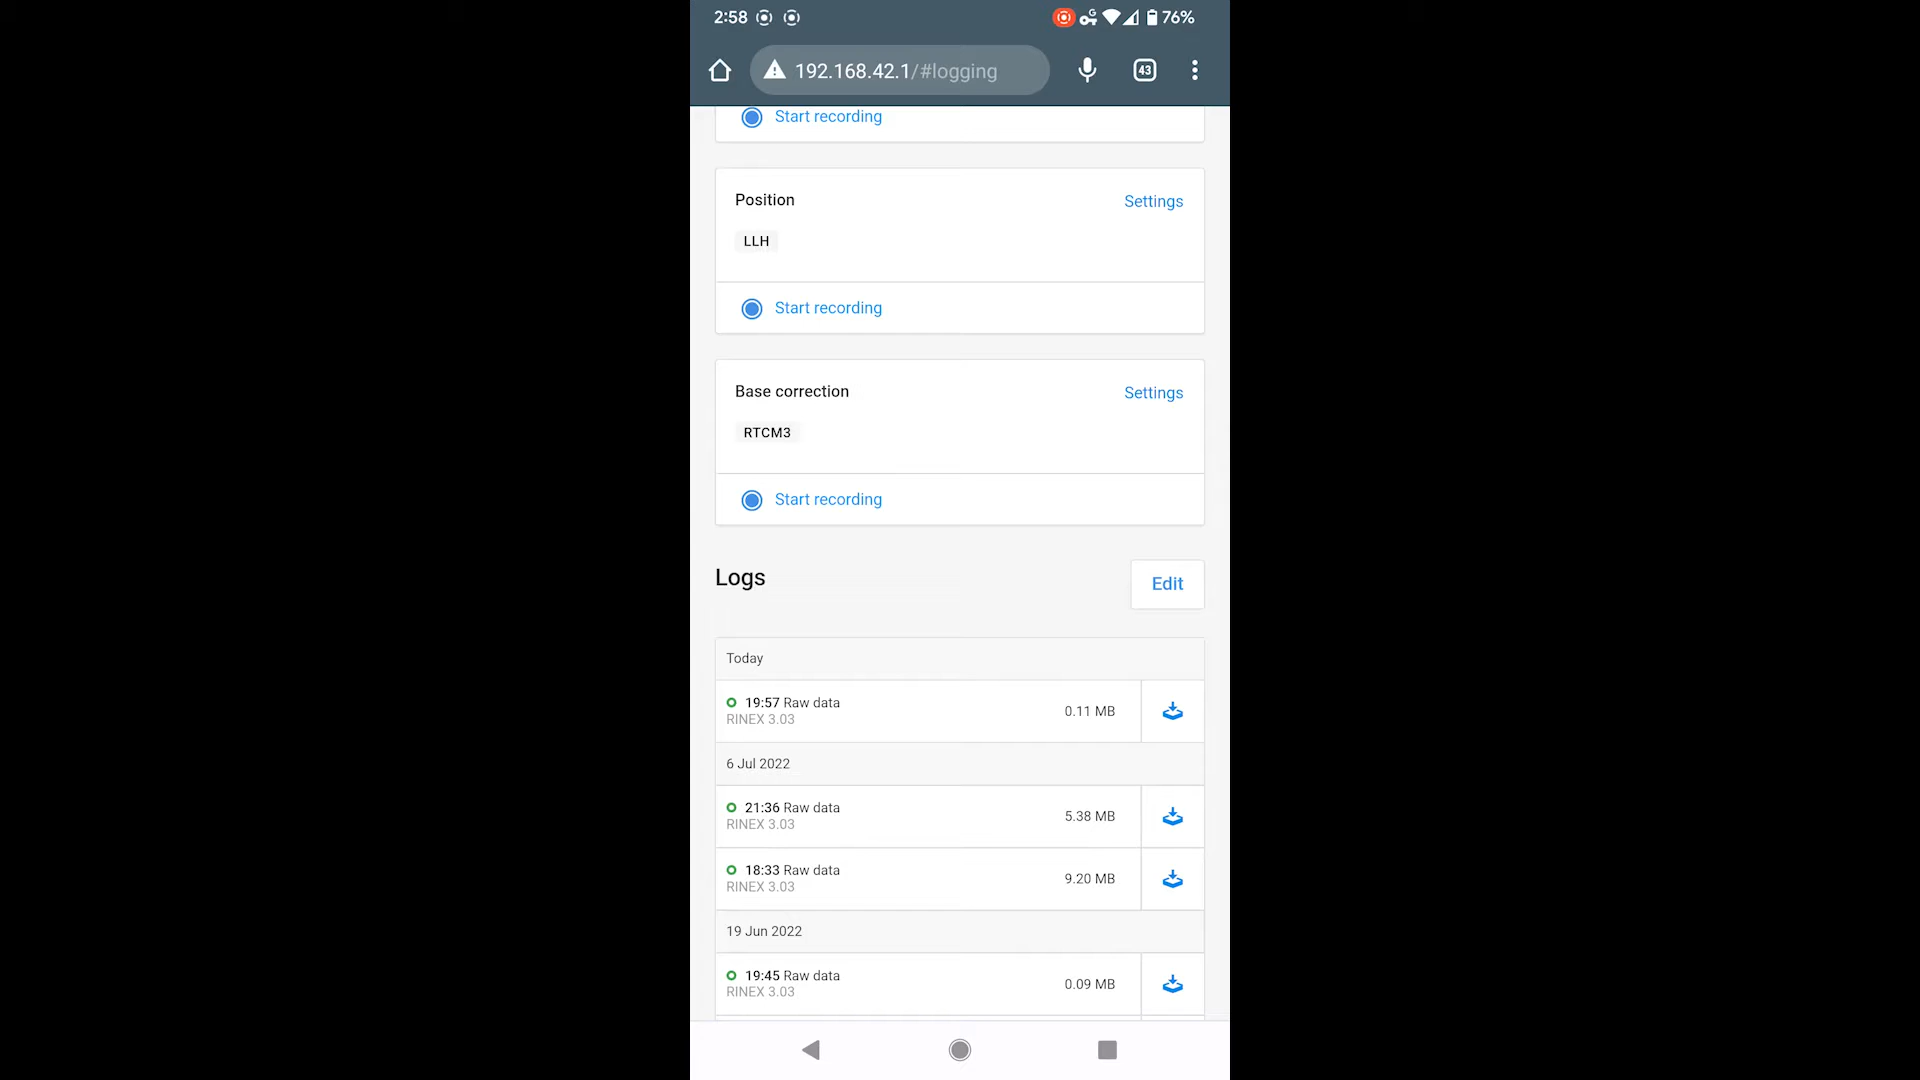 2:58 76%
192.168.42.1/#logging 43
Start recording
Position Settings
LLH
Start recording
Base correction Settings
RTCM3
Start recording
Logs Edit
Today
19:57 Raw data 0.11 MB
RINEX 3.03
6 Jul 2022
21:36 Raw data 5.38 MB
RINEX 3.03
18:33 Raw data 9.20 MB
RINEX 3.03
19 Jun 2022
19:45 Raw data 0.09 MB
RINEX 3.03